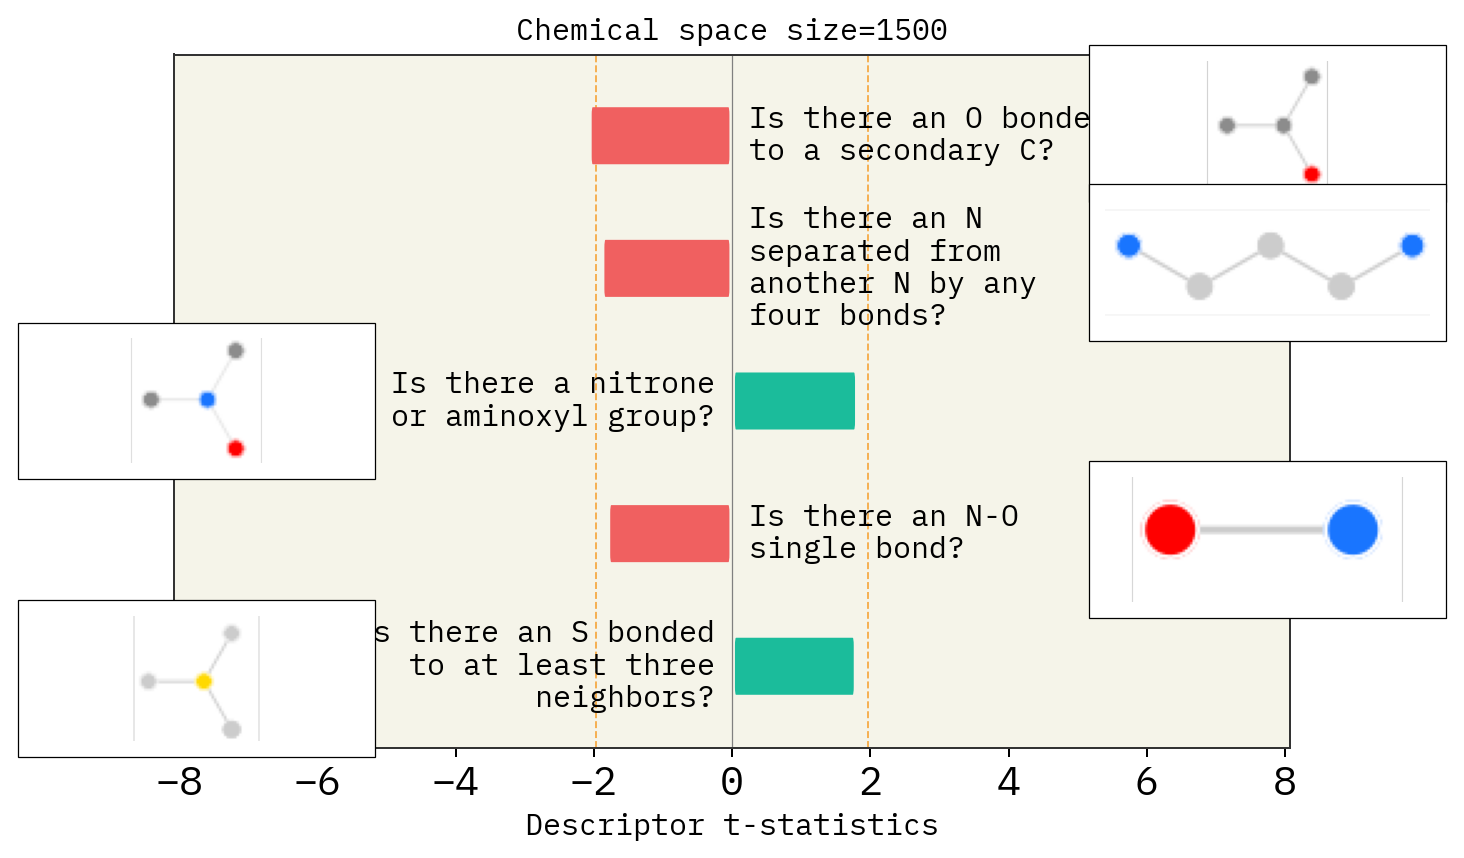 Chemical space size=1500
Is there an O bonde
to a secondary C?
Is there an N
separated from
another N by any
four bonds?
Is there a nitrone
or aminoxyl group?
Is there an N-O
single bond?
s there an S bonded
to at least three
neighbors?
−8 −6 −4 −2 0 2 4 6 8
Descriptor t-statistics